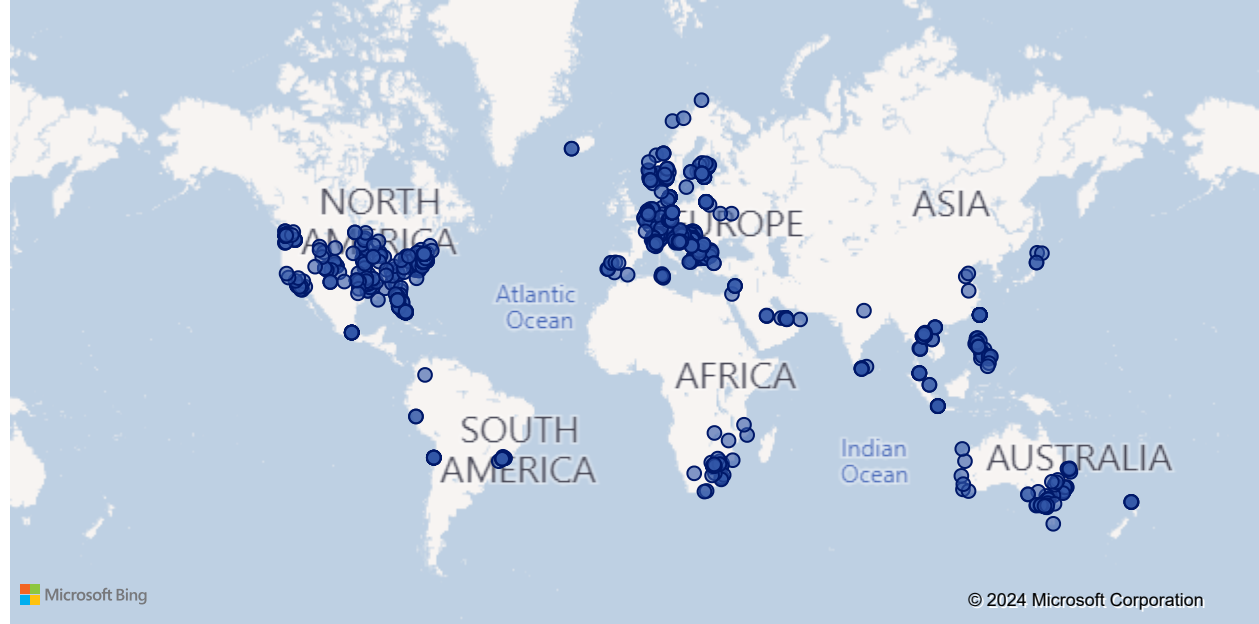 NORTH
AMERICA
EUROPE
ASIA
Atlantic
Ocean
AFRICA
SOUTH
AMERICA
Indian
Ocean
AUSTRALIA
Microsoft Bing
© 2024 Microsoft Corporation